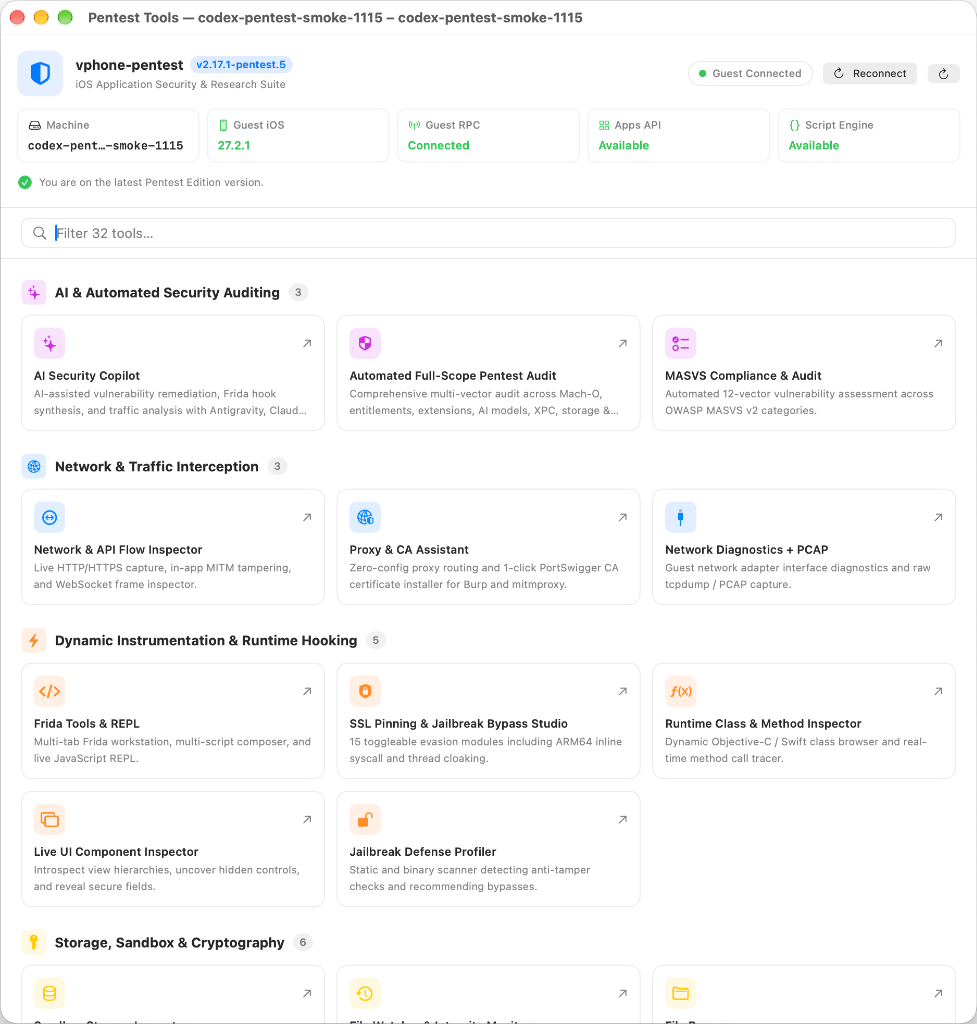 Pentest Tools — codex-pentest-smoke-1115 – codex-pentest-smoke-1115
vphone-pentest
v2.17.1-pentest.5
iOS Application Security & Research Suite
Guest Connected
Reconnect
Machine
codex-pent…-smoke-1115
Guest iOS
27.2.1
Guest RPC
Connected
Apps API
Available
Script Engine
Available
You are on the latest Pentest Edition version.
Filter 32 tools...
AI & Automated Security Auditing 3
AI Security Copilot
AI-assisted vulnerability remediation, Frida hook
synthesis, and traffic analysis with Antigravity, Claud...
Automated Full-Scope Pentest Audit
Comprehensive multi-vector audit across Mach-O,
entitlements, extensions, AI models, XPC, storage &...
MASVS Compliance & Audit
Automated 12-vector vulnerability assessment across
OWASP MASVS v2 categories.
Network & Traffic Interception 3
Network & API Flow Inspector
Live HTTP/HTTPS capture, in-app MITM tampering,
and WebSocket frame inspector.
Proxy & CA Assistant
Zero-config proxy routing and 1-click PortSwigger CA
certificate installer for Burp and mitmproxy.
Network Diagnostics + PCAP
Guest network adapter interface diagnostics and raw
tcpdump / PCAP capture.
Dynamic Instrumentation & Runtime Hooking 5
Frida Tools & REPL
Multi-tab Frida workstation, multi-script composer, and
live JavaScript REPL.
SSL Pinning & Jailbreak Bypass Studio
15 toggleable evasion modules including ARM64 inline
syscall and thread cloaking.
f(x)
Runtime Class & Method Inspector
Dynamic Objective-C / Swift class browser and real-
time method call tracer.
Live UI Component Inspector
Introspect view hierarchies, uncover hidden controls,
and reveal secure fields.
Jailbreak Defense Profiler
Static and binary scanner detecting anti-tamper
checks and recommending bypasses.
Storage, Sandbox & Cryptography 6